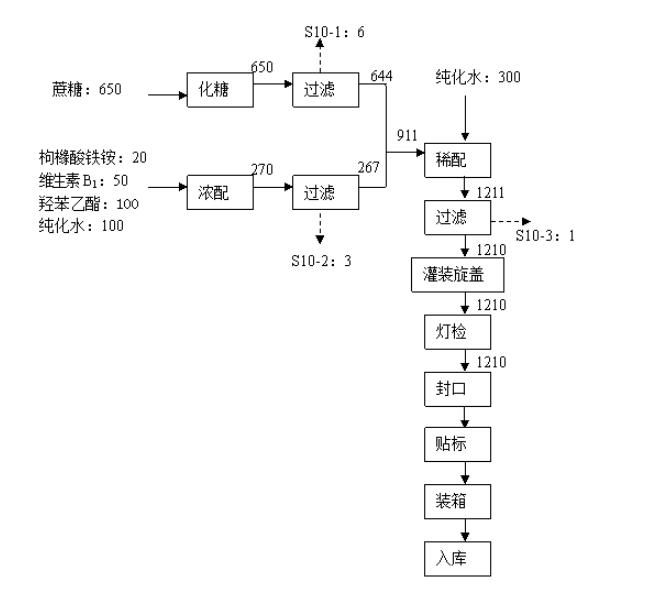 S10-1：6
蔗糖：650
化糖
650
过滤
644
纯化水：300
枸橼酸铁铵：20
维生素 B₁：50
羟苯乙酯：100
纯化水：100
浓配
270
过滤
267
911
稀配
1211
S10-2：3
过滤
S10-3：1
1210
灌装旋盖
1210
灯检
1210
封口
贴标
装箱
入库